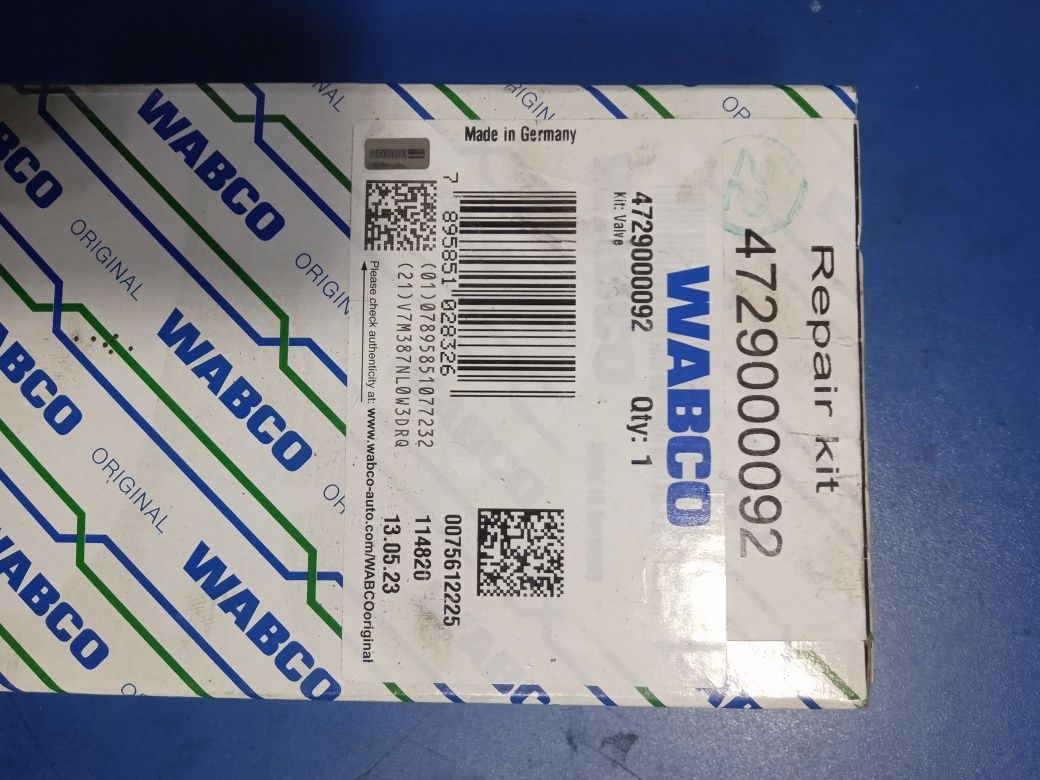 Repair kit
4729000092
22
WABCO
4729000092 Qty: 1
Kit: Valve
Made in Germany
7 895851 028326
(01)07895851077232
(21)V7M387NL0W3DRQ
Please check authenticity at: www.wabco-auto.com/WABCOoriginal
0075612225
114820
13.05.23
WABCO
WABCO
WABCO
WABCO
WABCO
WABCO
ORIGINAL
ORIGINAL
ORIGINAL